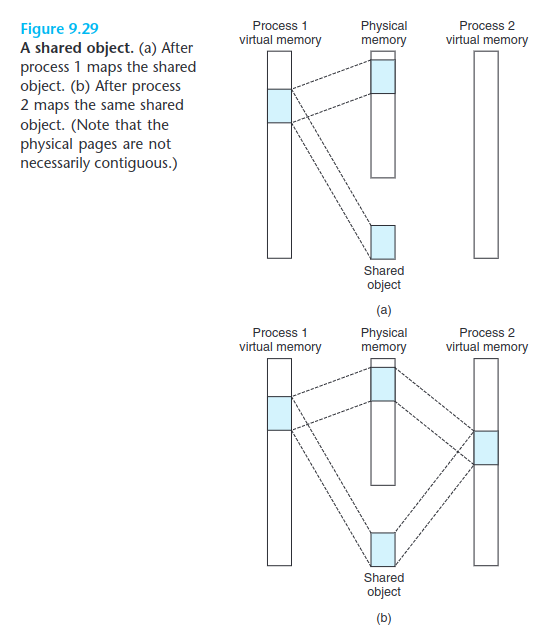 Figure 9.29
A shared object. (a) After
process 1 maps the shared
object. (b) After process
2 maps the same shared
object. (Note that the
physical pages are not
necessarily contiguous.)
Process 1
virtual memory
Physical
memory
Process 2
virtual memory
Shared
object
(a)
Process 1
virtual memory
Physical
memory
Process 2
virtual memory
Shared
object
(b)